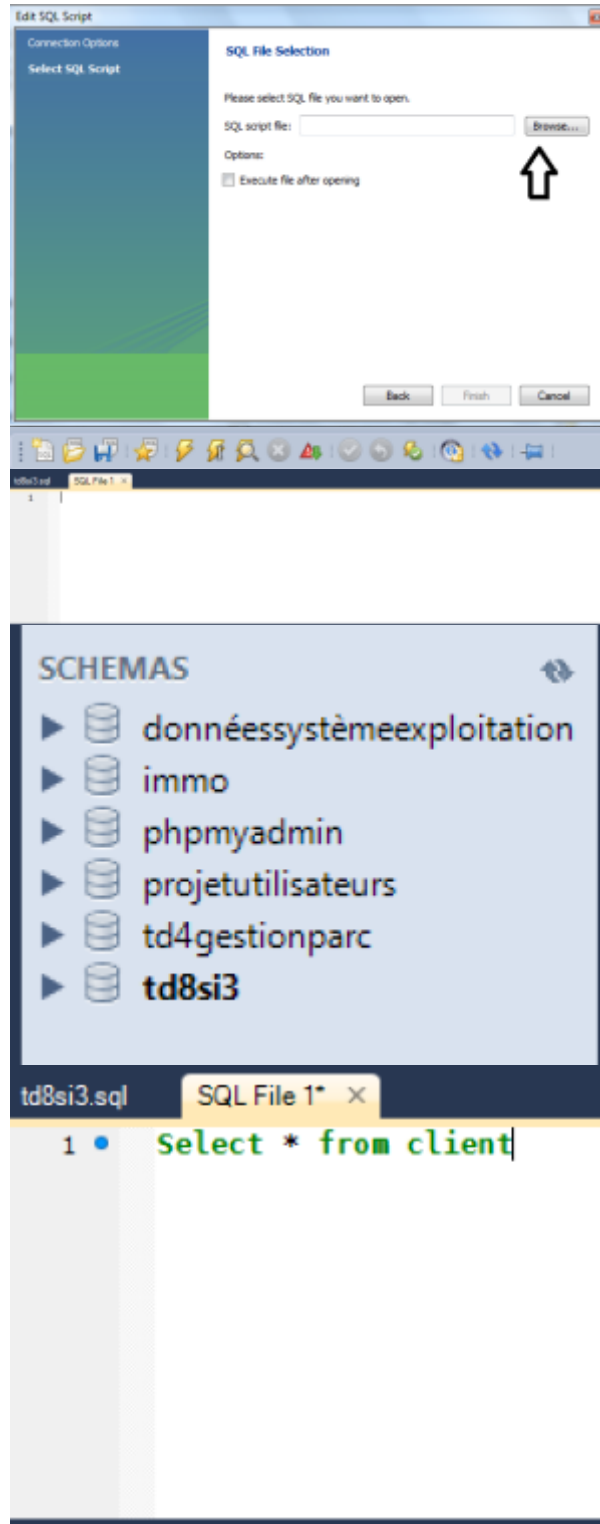 Edit SQL Script
Connection Options
Select SQL Script
SQL File Selection
Please select SQL file you want to open.
SQL script file:
Browse...
Options:
Execute file after opening
Back
Finish
Cancel
td8si3.sql
SQL File 1
1
SCHEMAS
donnéessystèmeexploitation
immo
phpmyadmin
projetutilisateurs
td4gestionparc
td8si3
td8si3.sql
SQL File 1*
1
Select * from client